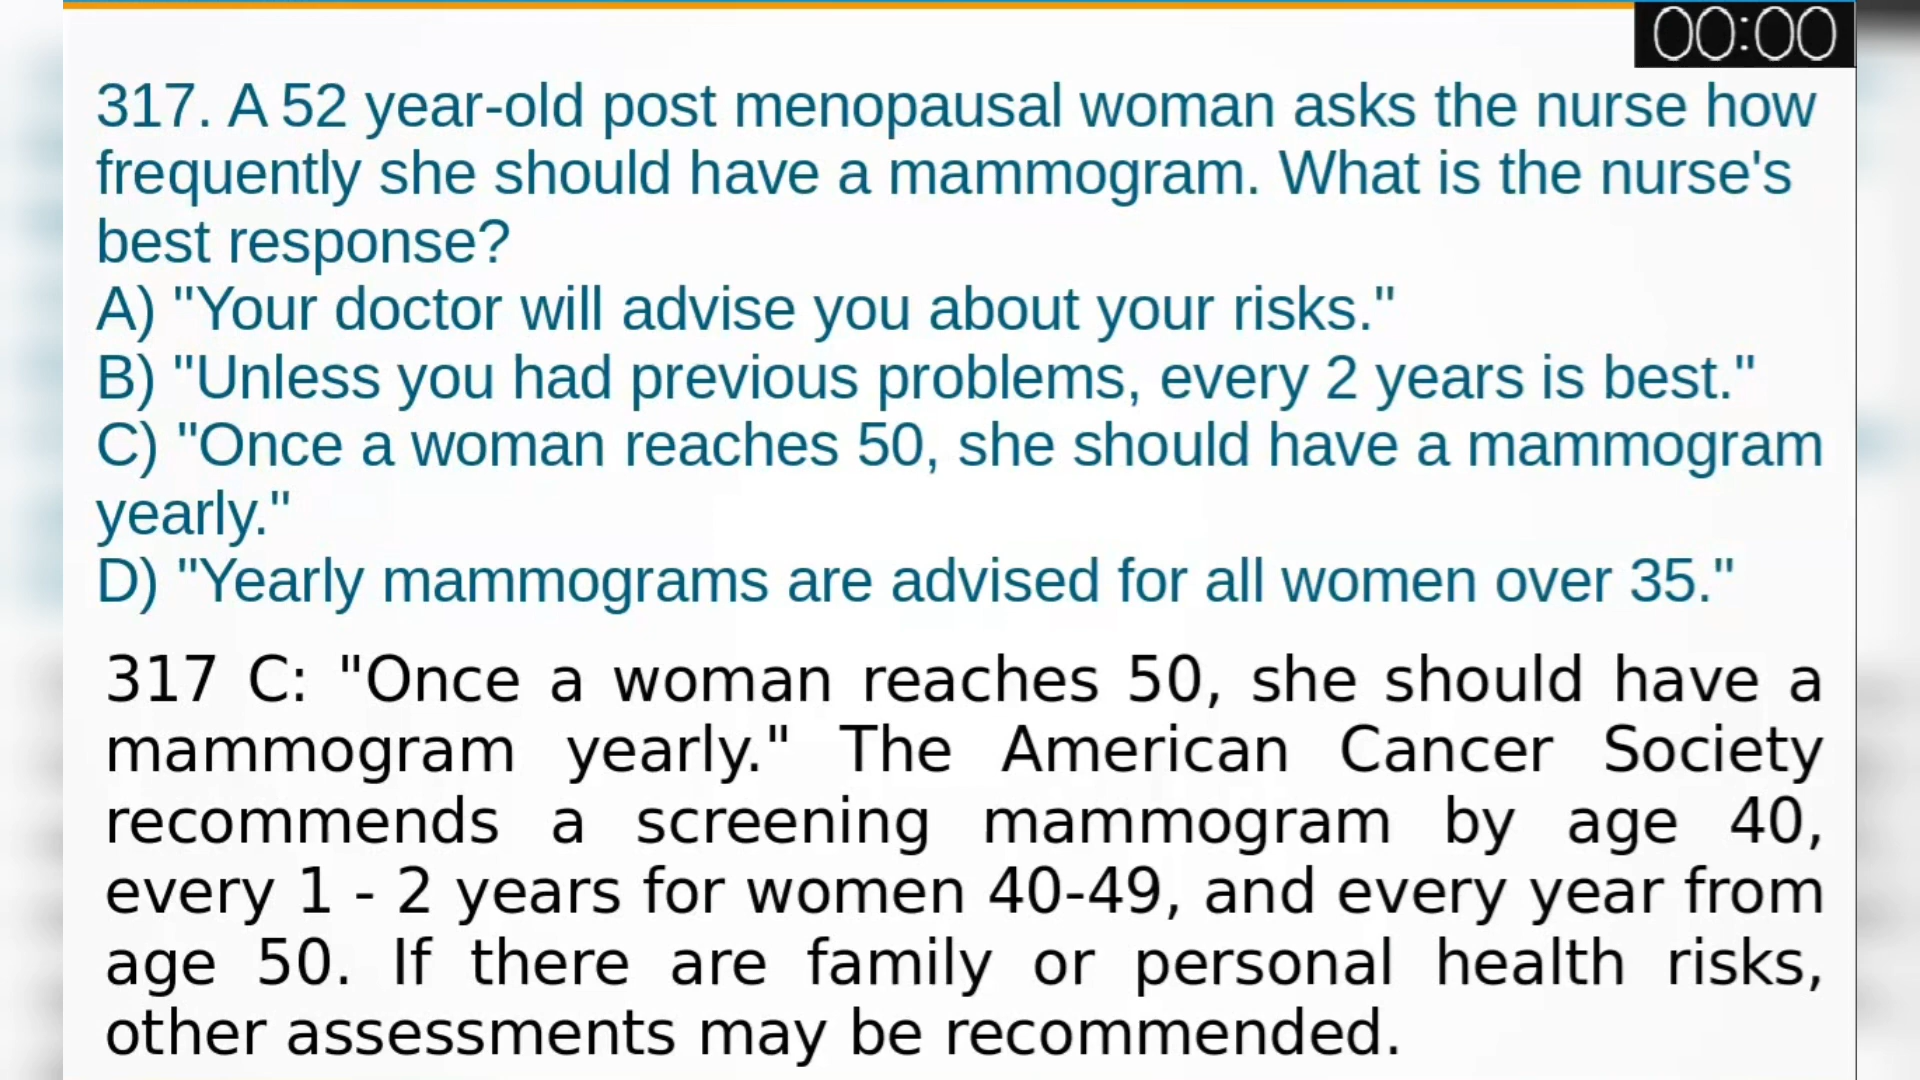 00:00
317. A 52 year-old post menopausal woman asks the nurse how
frequently she should have a mammogram. What is the nurse's
best response?
A) "Your doctor will advise you about your risks."
B) "Unless you had previous problems, every 2 years is best."
C) "Once a woman reaches 50, she should have a mammogram
yearly."
D) "Yearly mammograms are advised for all women over 35."
317 C: "Once a woman reaches 50, she should have a
mammogram yearly." The American Cancer Society
recommends a screening mammogram by age 40,
every 1 - 2 years for women 40-49, and every year from
age 50. If there are family or personal health risks,
other assessments may be recommended.